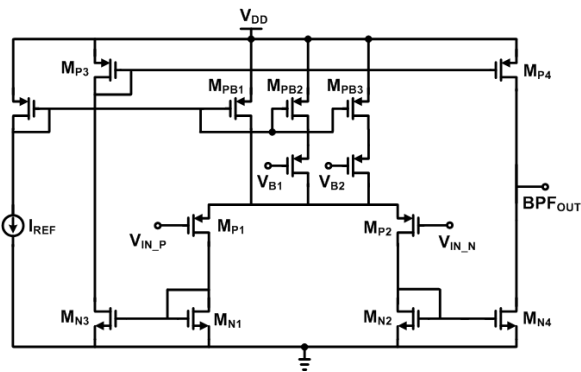 V_DD
M_P3
M_P4
M_PB1
M_PB2
M_PB3
V_B1
V_B2
BPF_OUT
I_REF
V_IN_P
M_P1
M_P2
V_IN_N
M_N3
M_N1
M_N2
M_N4